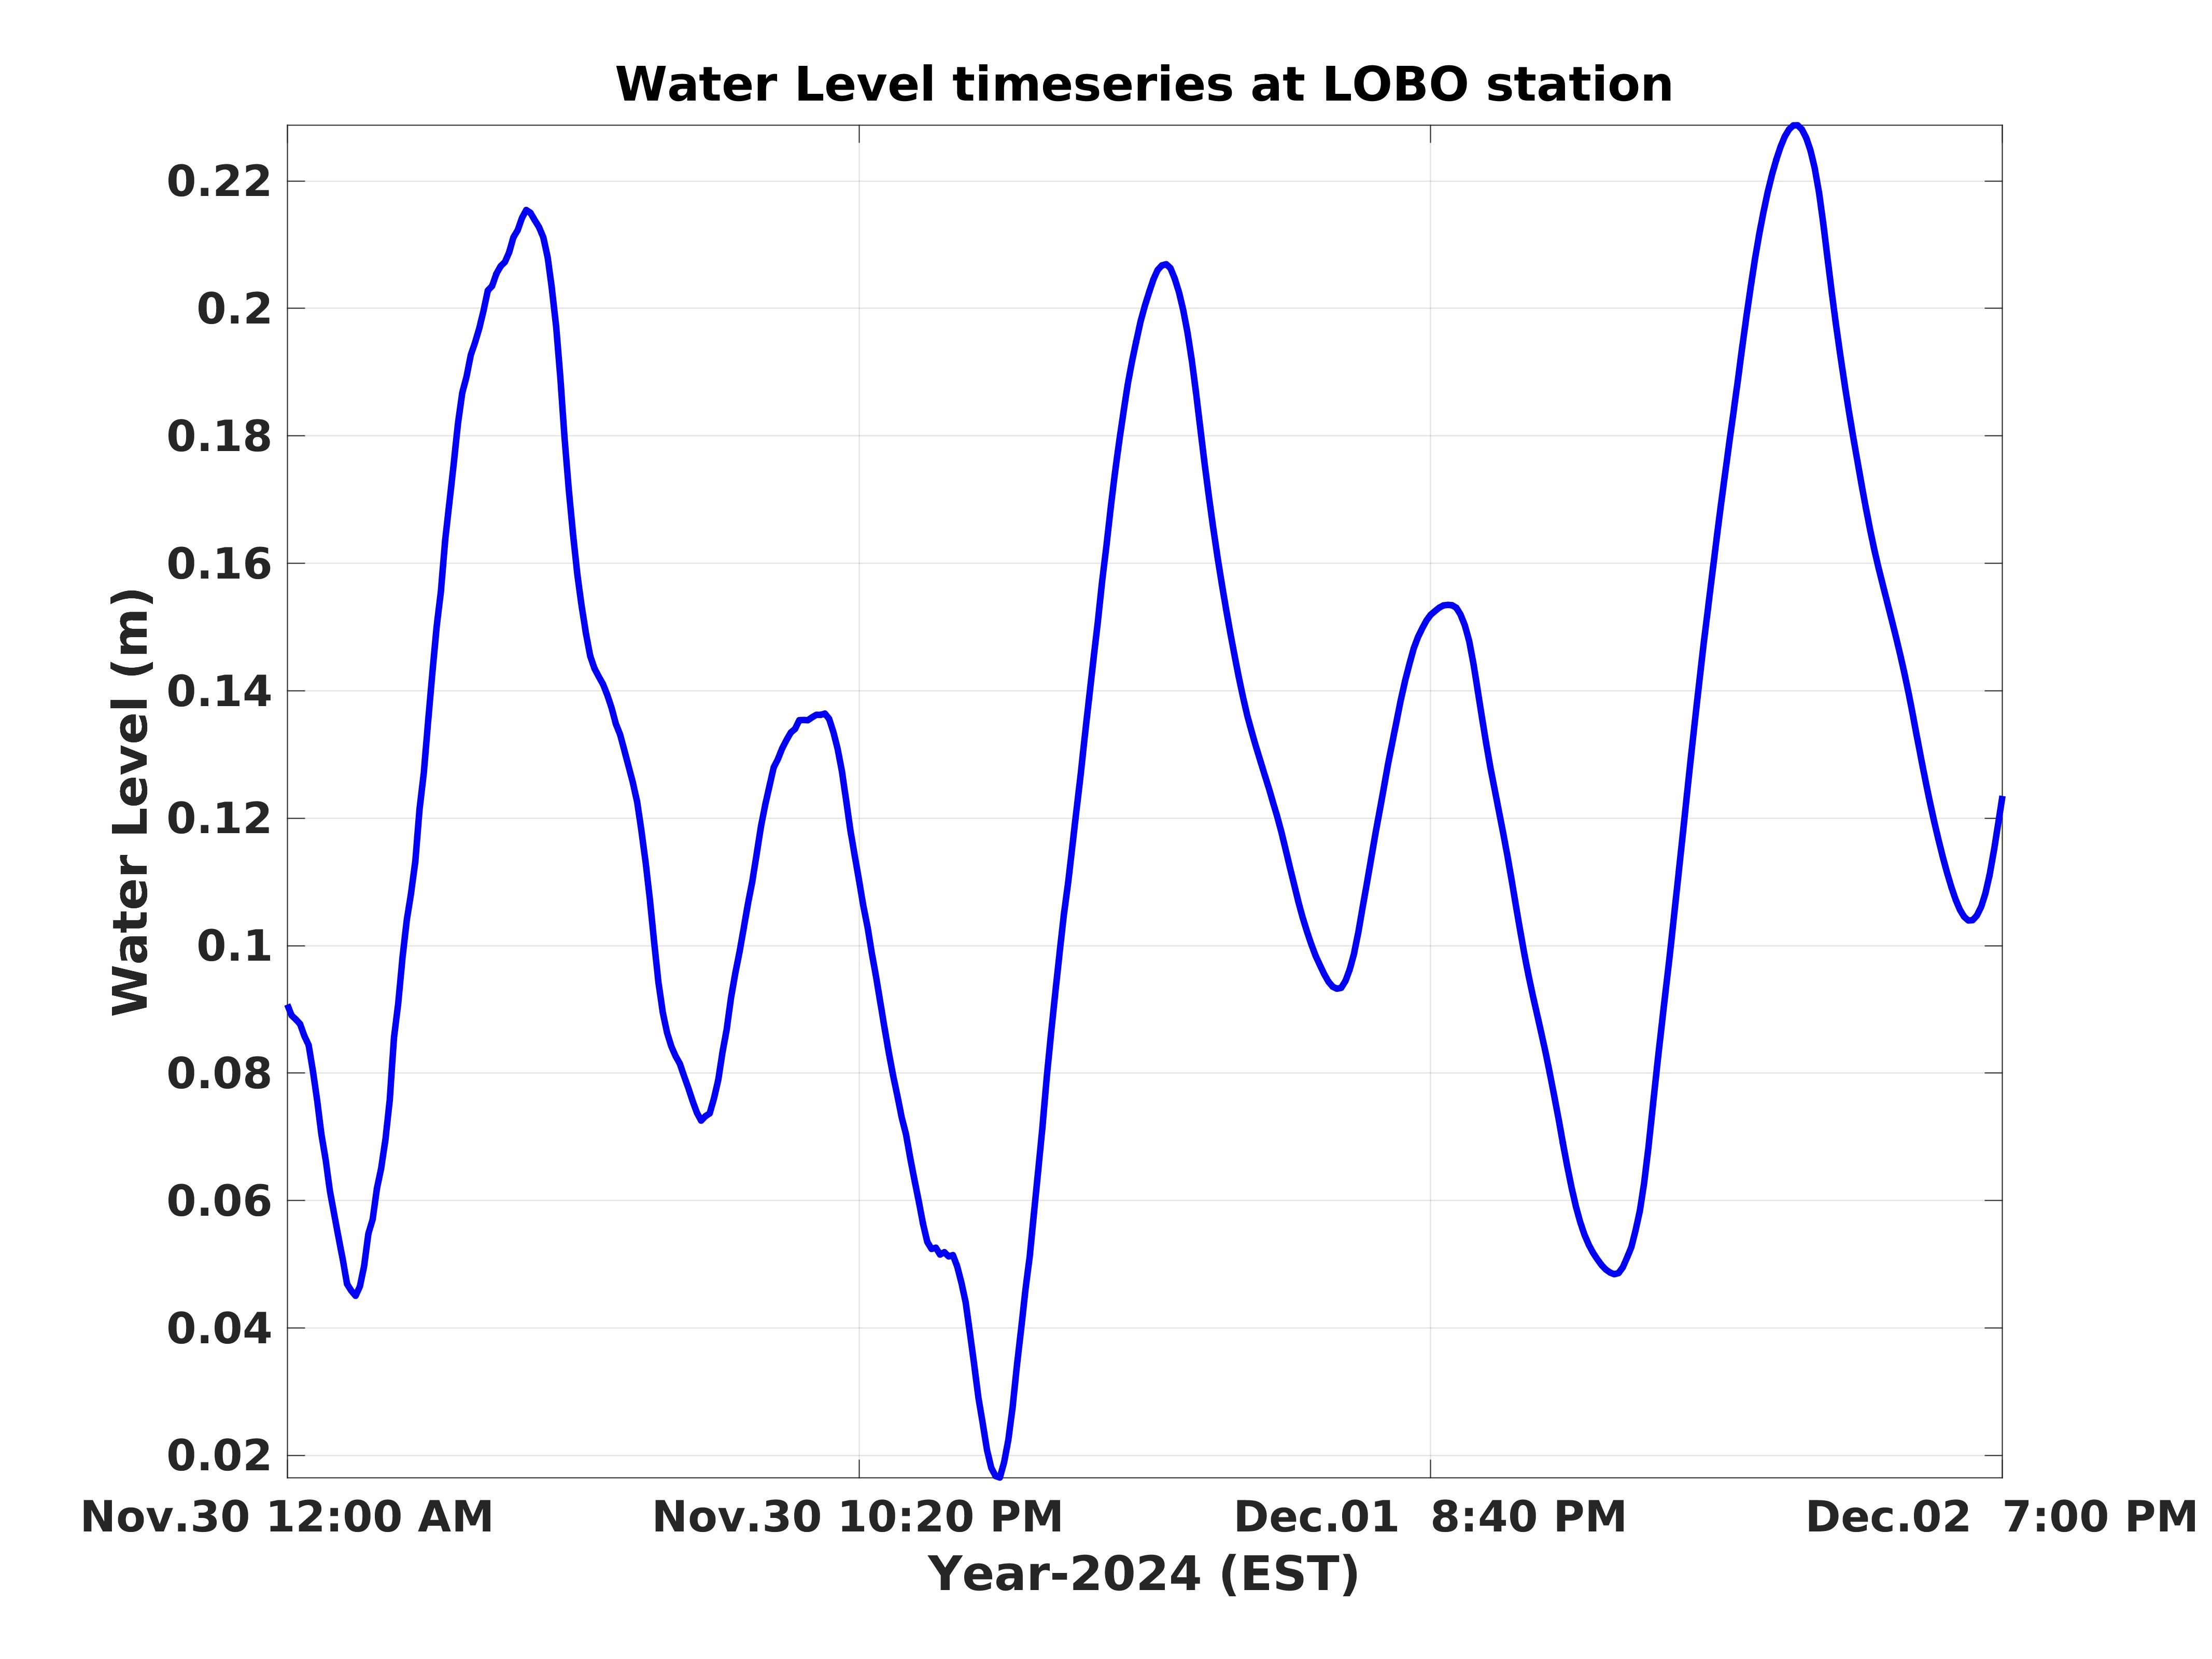 Water Level timeseries at LOBO station
Water Level (m)
0.22
0.2
0.18
0.16
0.14
0.12
0.1
0.08
0.06
0.04
0.02
Nov.30 12:00 AM Nov.30 10:20 PM Dec.01 8:40 PM Dec.02 7:00 PM
Year-2024 (EST)